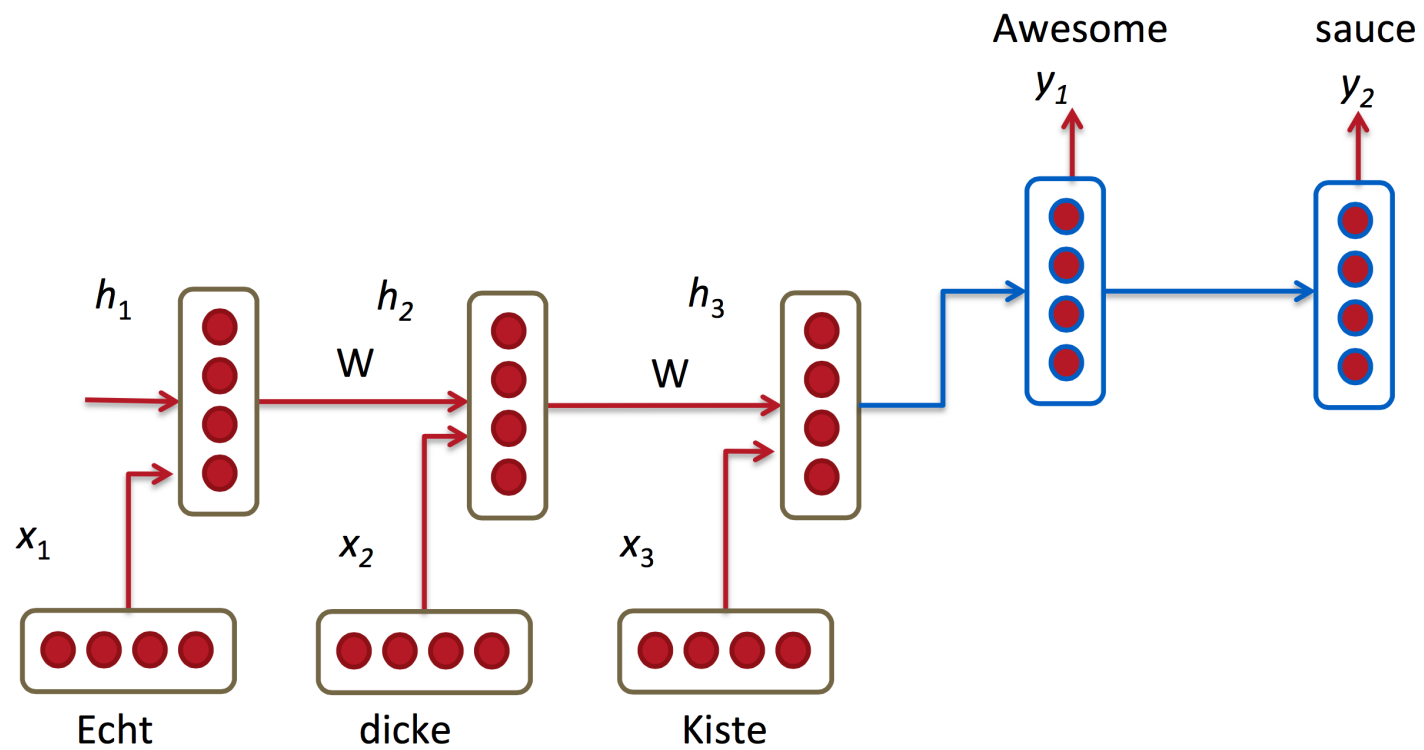 Awesome sauce
y1 y2
h1 h2 h3
W W
x1 x2 x3
Echt dicke Kiste